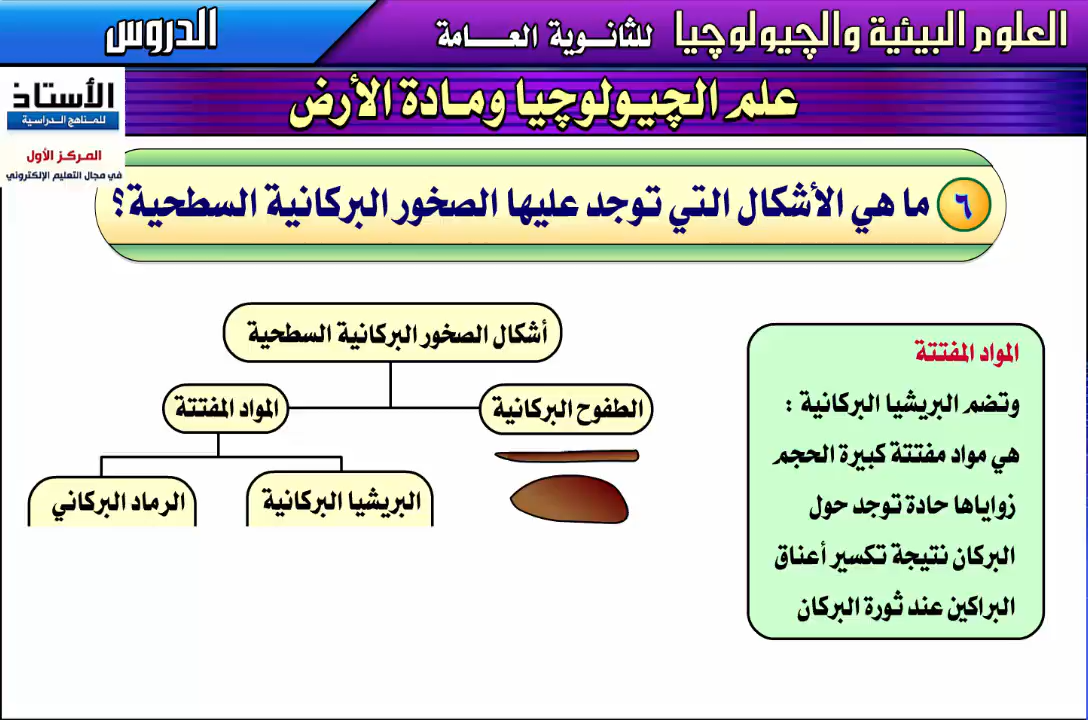 العلوم البيئية والچيولوچيا للثانوية العامة
الدروس
علم الچيولوچيا ومادة الأرض
الأستاذ
للمناهج الدراسية
المركز الأول
في مجال التعليم الإلكتروني
٦ ما هي الأشكال التي توجد عليها الصخور البركانية السطحية؟
أشكال الصخور البركانية السطحية
الطفوح البركانية
المواد المفتتة
البريشيا البركانية
الرماد البركاني
المواد المفتتة
وتضم البريشيا البركانية :
هي مواد مفتتة كبيرة الحجم
زواياها حادة توجد حول
البركان نتيجة تكسير أعناق
البراكين عند ثورة البركان